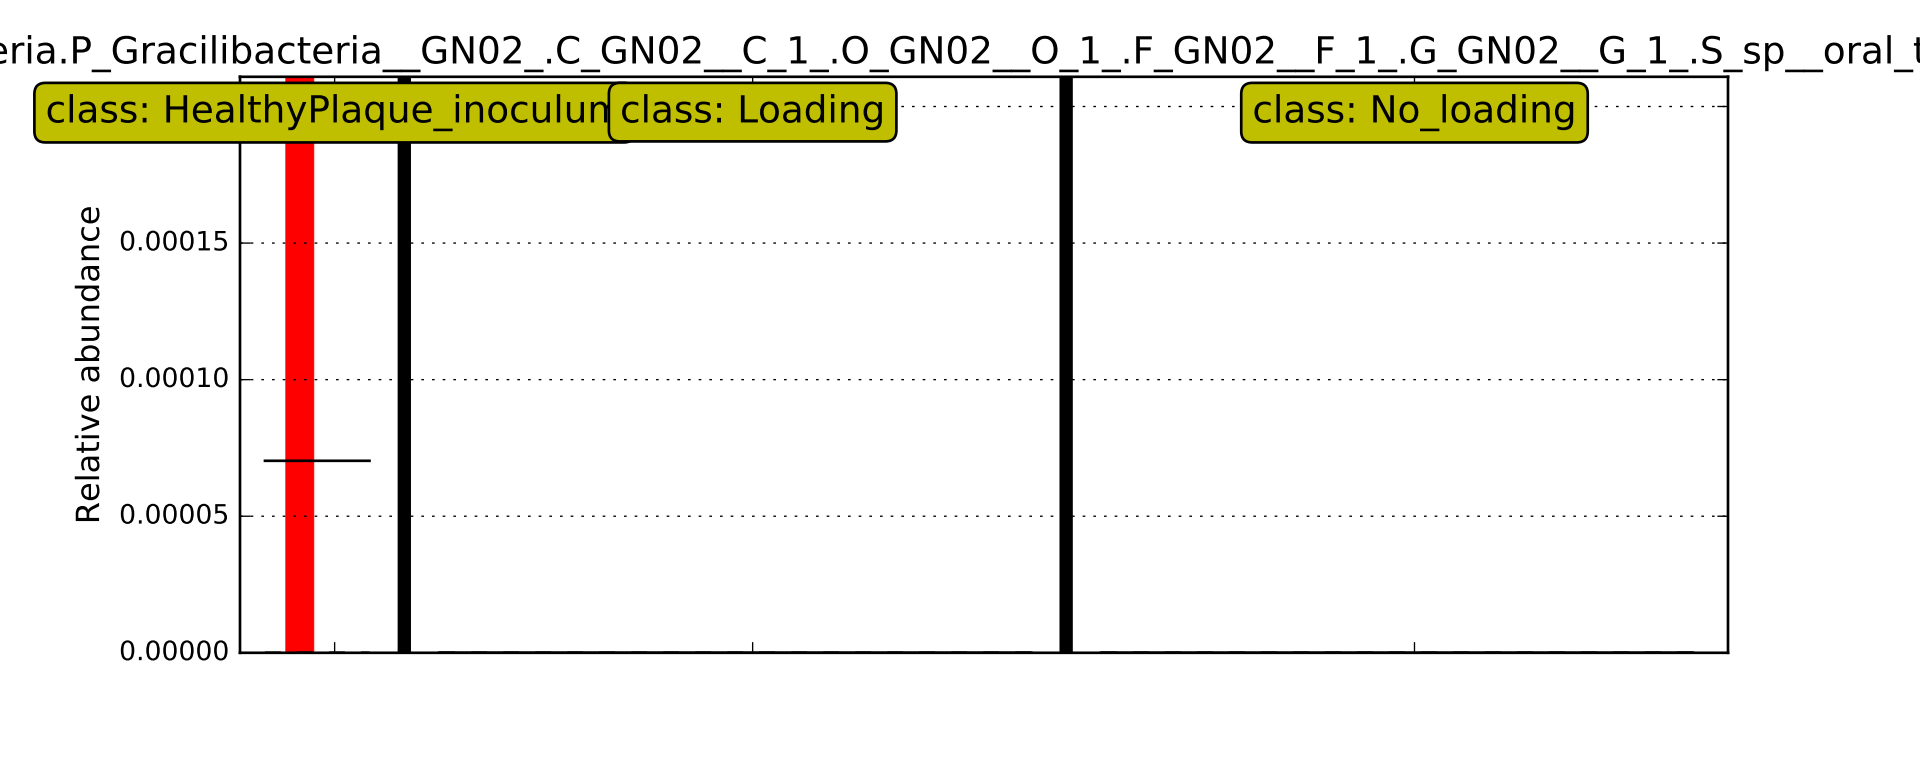 eria.P_Gracilibacteria__GN02_.C_GN02__C_1_.O_GN02__O_1_.F_GN02__F_1_.G_GN02__G_1_.S_sp__oral_t
class: HealthyPlaque_inoculum
class: Loading
class: No_loading
Relative abundance
0.00015
0.00010
0.00005
0.00000